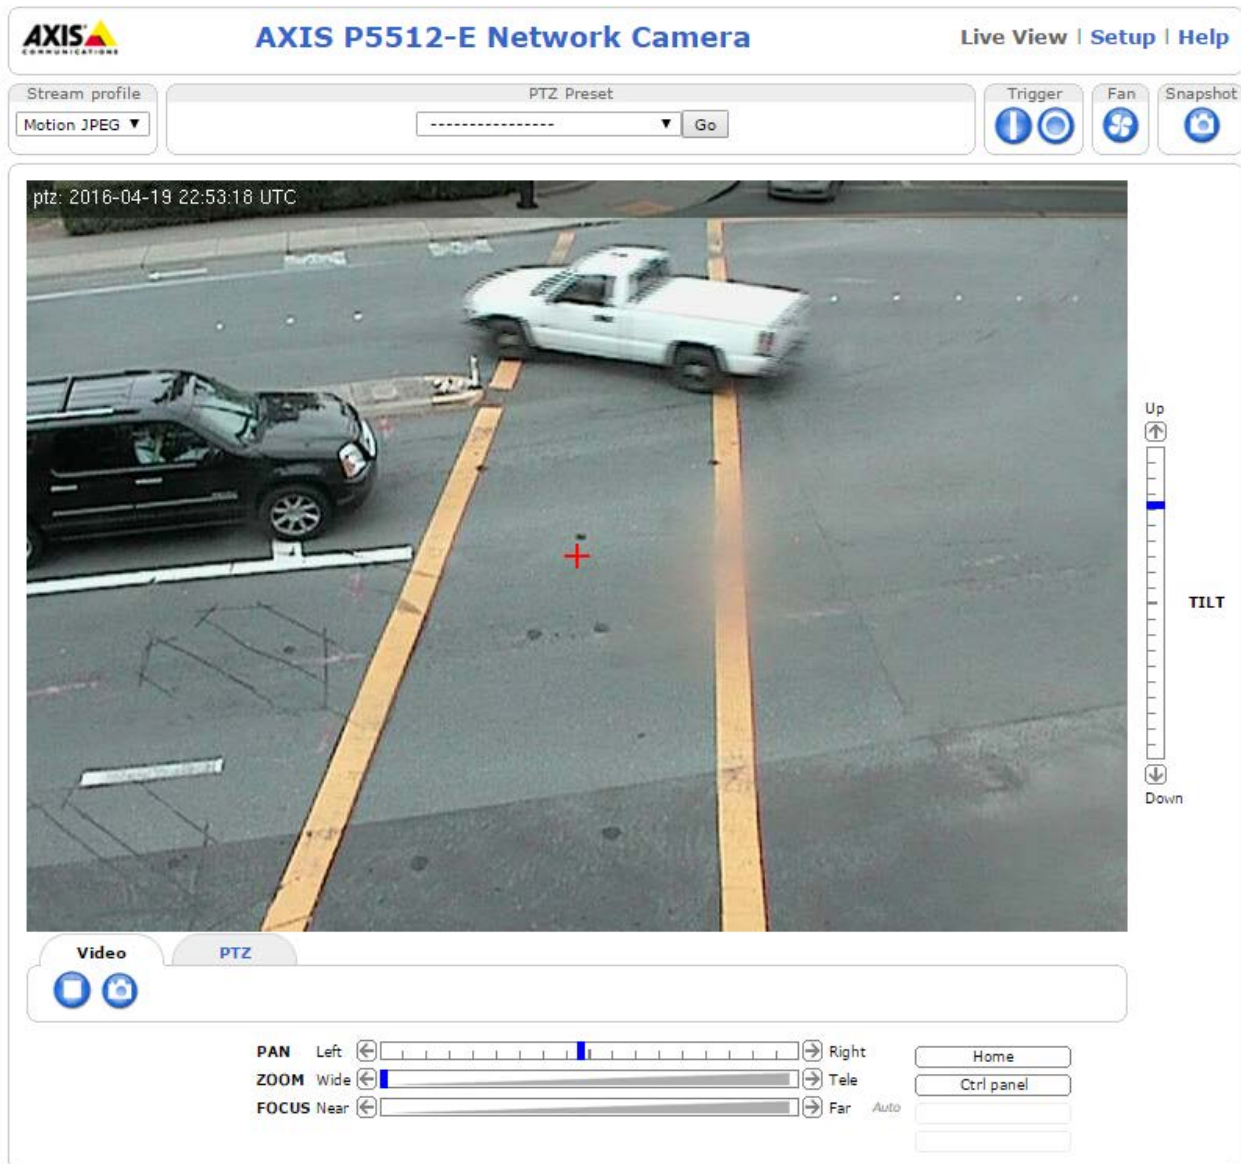 AXIS
COMMUNICATIONS
AXIS P5512-E Network Camera
Live View | Setup | Help
Stream profile
PTZ Preset
Trigger
Fan
Snapshot
Motion JPEG
----------------
Go
ptz: 2016-04-19 22:53:18 UTC
Up
TILT
Down
Video
PTZ
PAN Left Right
Home
ZOOM Wide Tele
Ctrl panel
FOCUS Near Far Auto